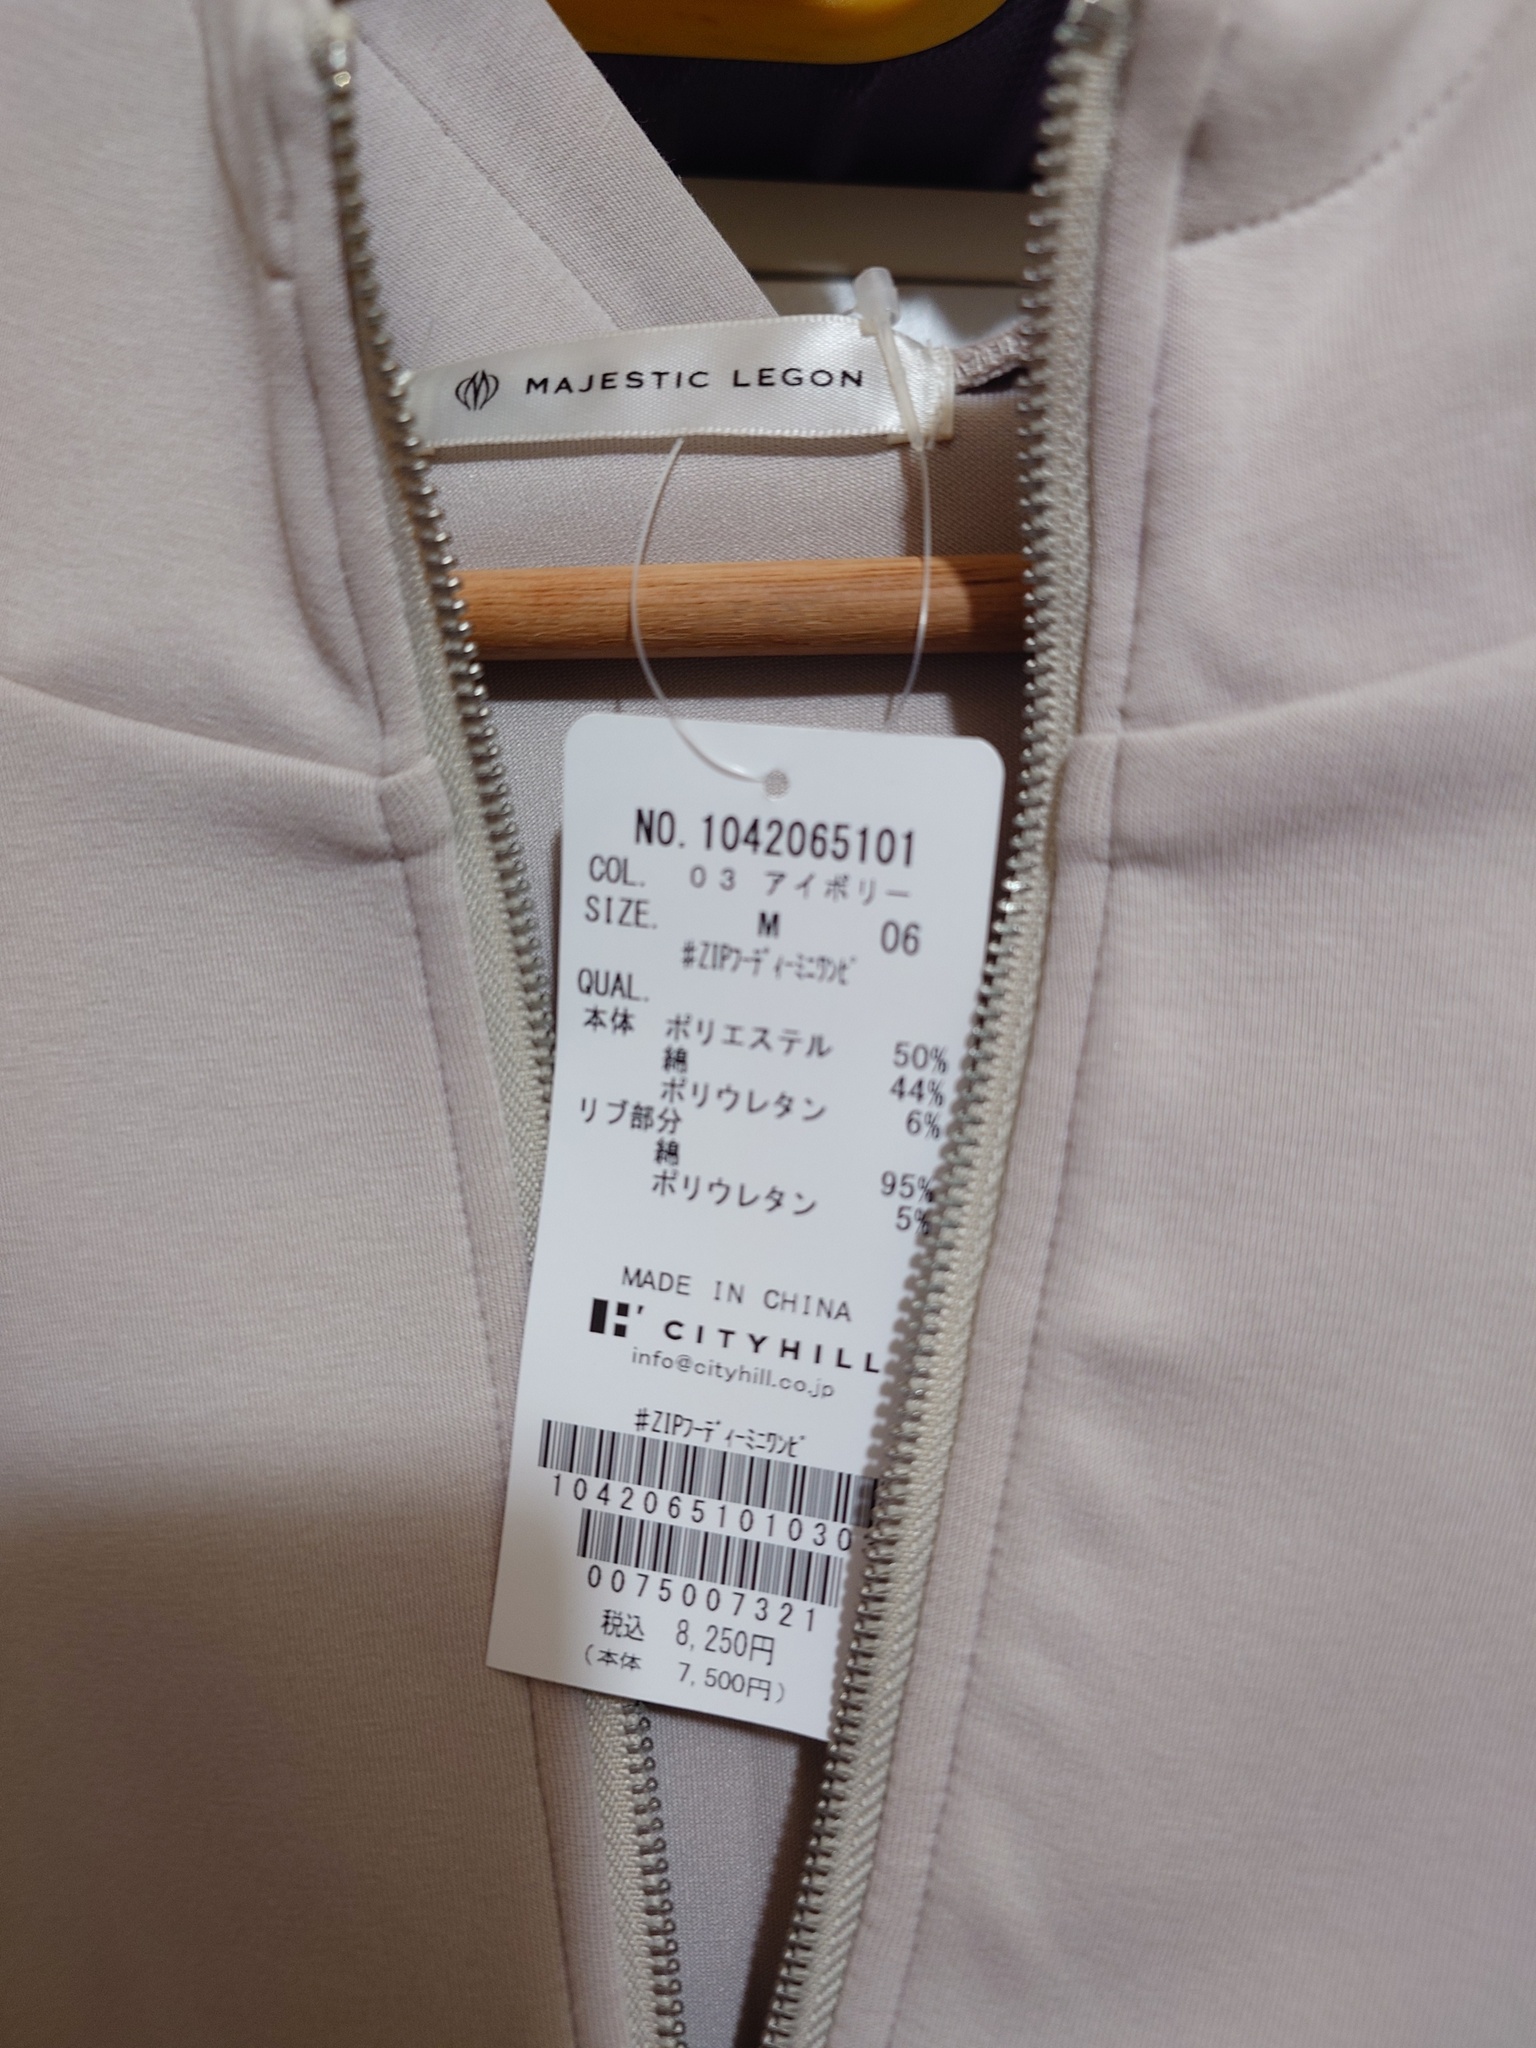 MAJESTIC LEGON
NO. 1042065101
COL. 03 アイボリー
SIZE. M 06
#ZIPﾌｰﾃﾞｨｰﾐﾆﾜﾝﾋﾟ
QUAL.
本体 ポリエステル 50%
綿 44%
ポリウレタン 6%
リブ部分
綿 95%
ポリウレタン 5%
MADE IN CHINA
CITYHILL
info@cityhill.co.jp
#ZIPﾌｰﾃﾞｨｰﾐﾆﾜﾝﾋﾟ
1042065101030
0075007321
税込 8,250円
(本体 7,500円)